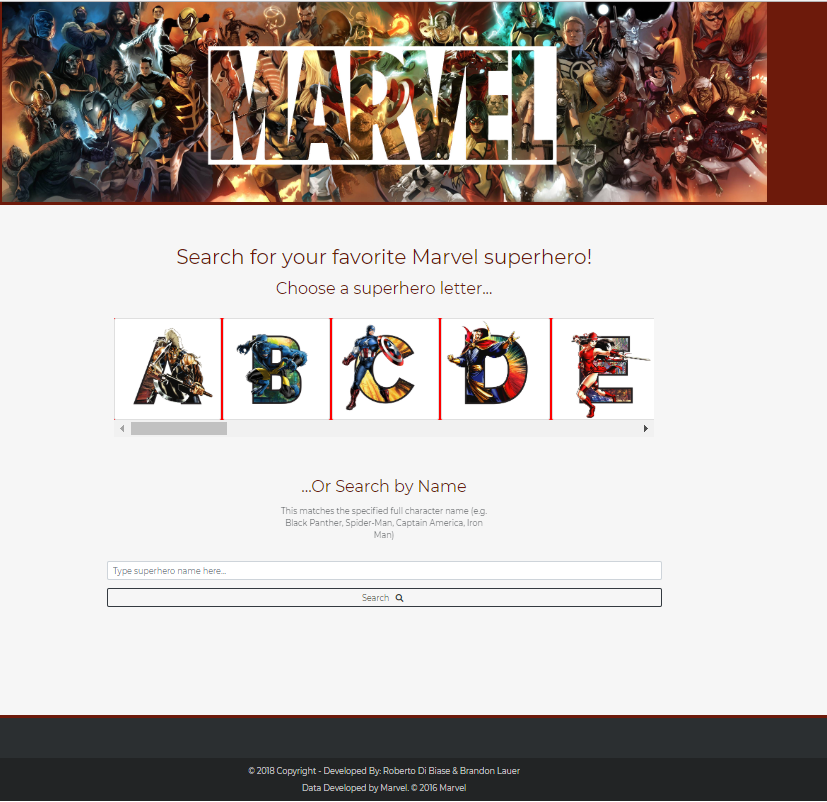 MARVEL
Search for your favorite Marvel superhero!
Choose a superhero letter...
A B C D E
...Or Search by Name
This matches the specified full character name (e.g.
Black Panther, Spider-Man, Captain America, Iron
Man)
Type superhero name here...
Search
© 2018 Copyright - Developed By: Roberto Di Biase & Brandon Lauer
Data Developed by Marvel. © 2016 Marvel